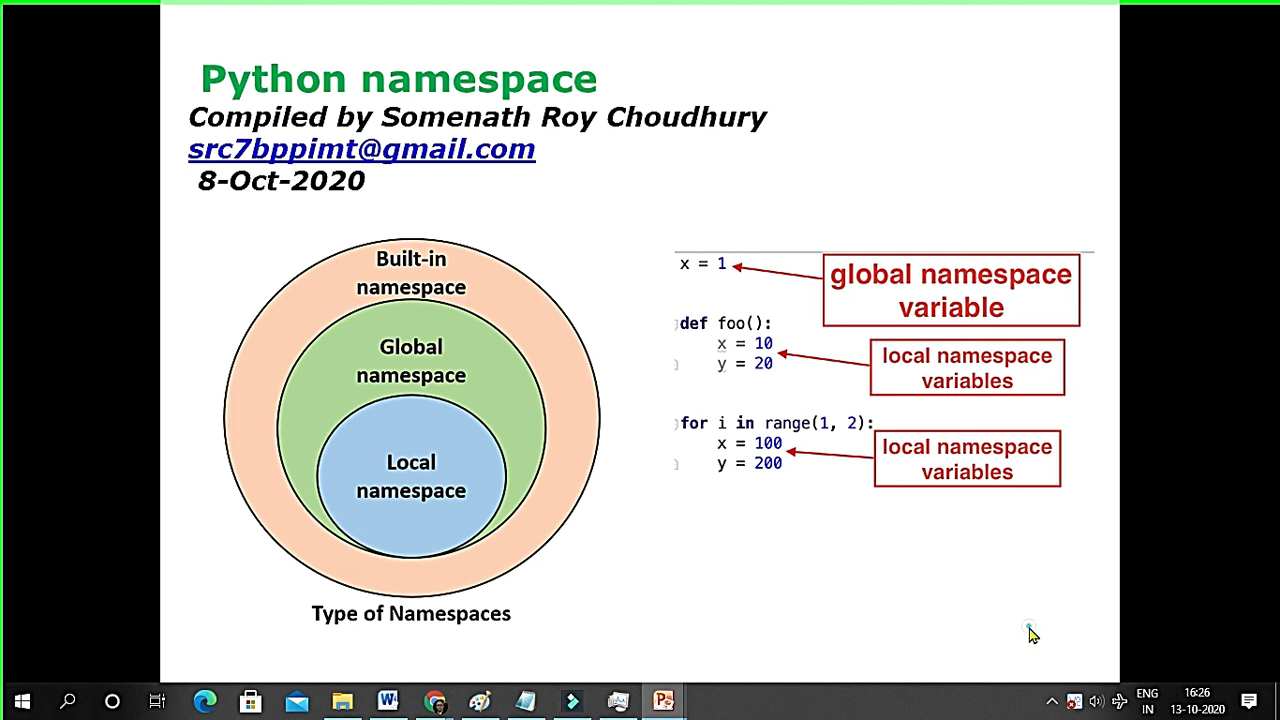 Python namespace
Compiled by Somenath Roy Choudhury
src7bppimt@gmail.com
8-Oct-2020
Built-in
namespace
Global
namespace
Local
namespace
Type of Namespaces
x = 1
global namespace
variable
def foo():
x = 10
y = 20
local namespace
variables
for i in range(1, 2):
x = 100
y = 200
local namespace
variables
ENG
IN
16:26
13-10-2020